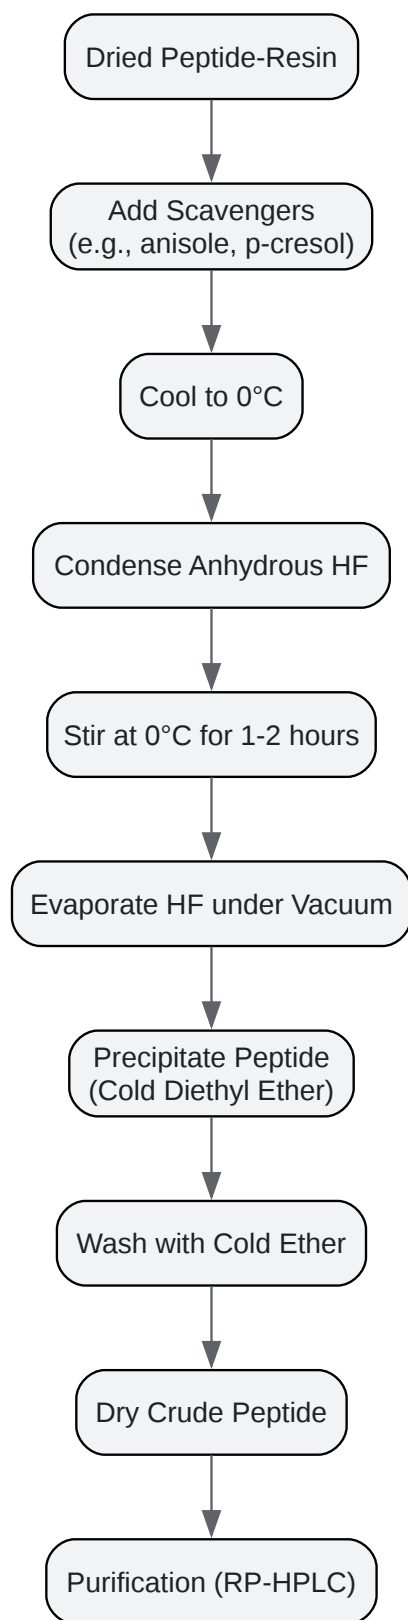 Dried Peptide-Resin
Add Scavengers
(e.g., anisole, p-cresol)
Cool to 0°C
Condense Anhydrous HF
Stir at 0°C for 1-2 hours
Evaporate HF under Vacuum
Precipitate Peptide
(Cold Diethyl Ether)
Wash with Cold Ether
Dry Crude Peptide
Purification (RP-HPLC)